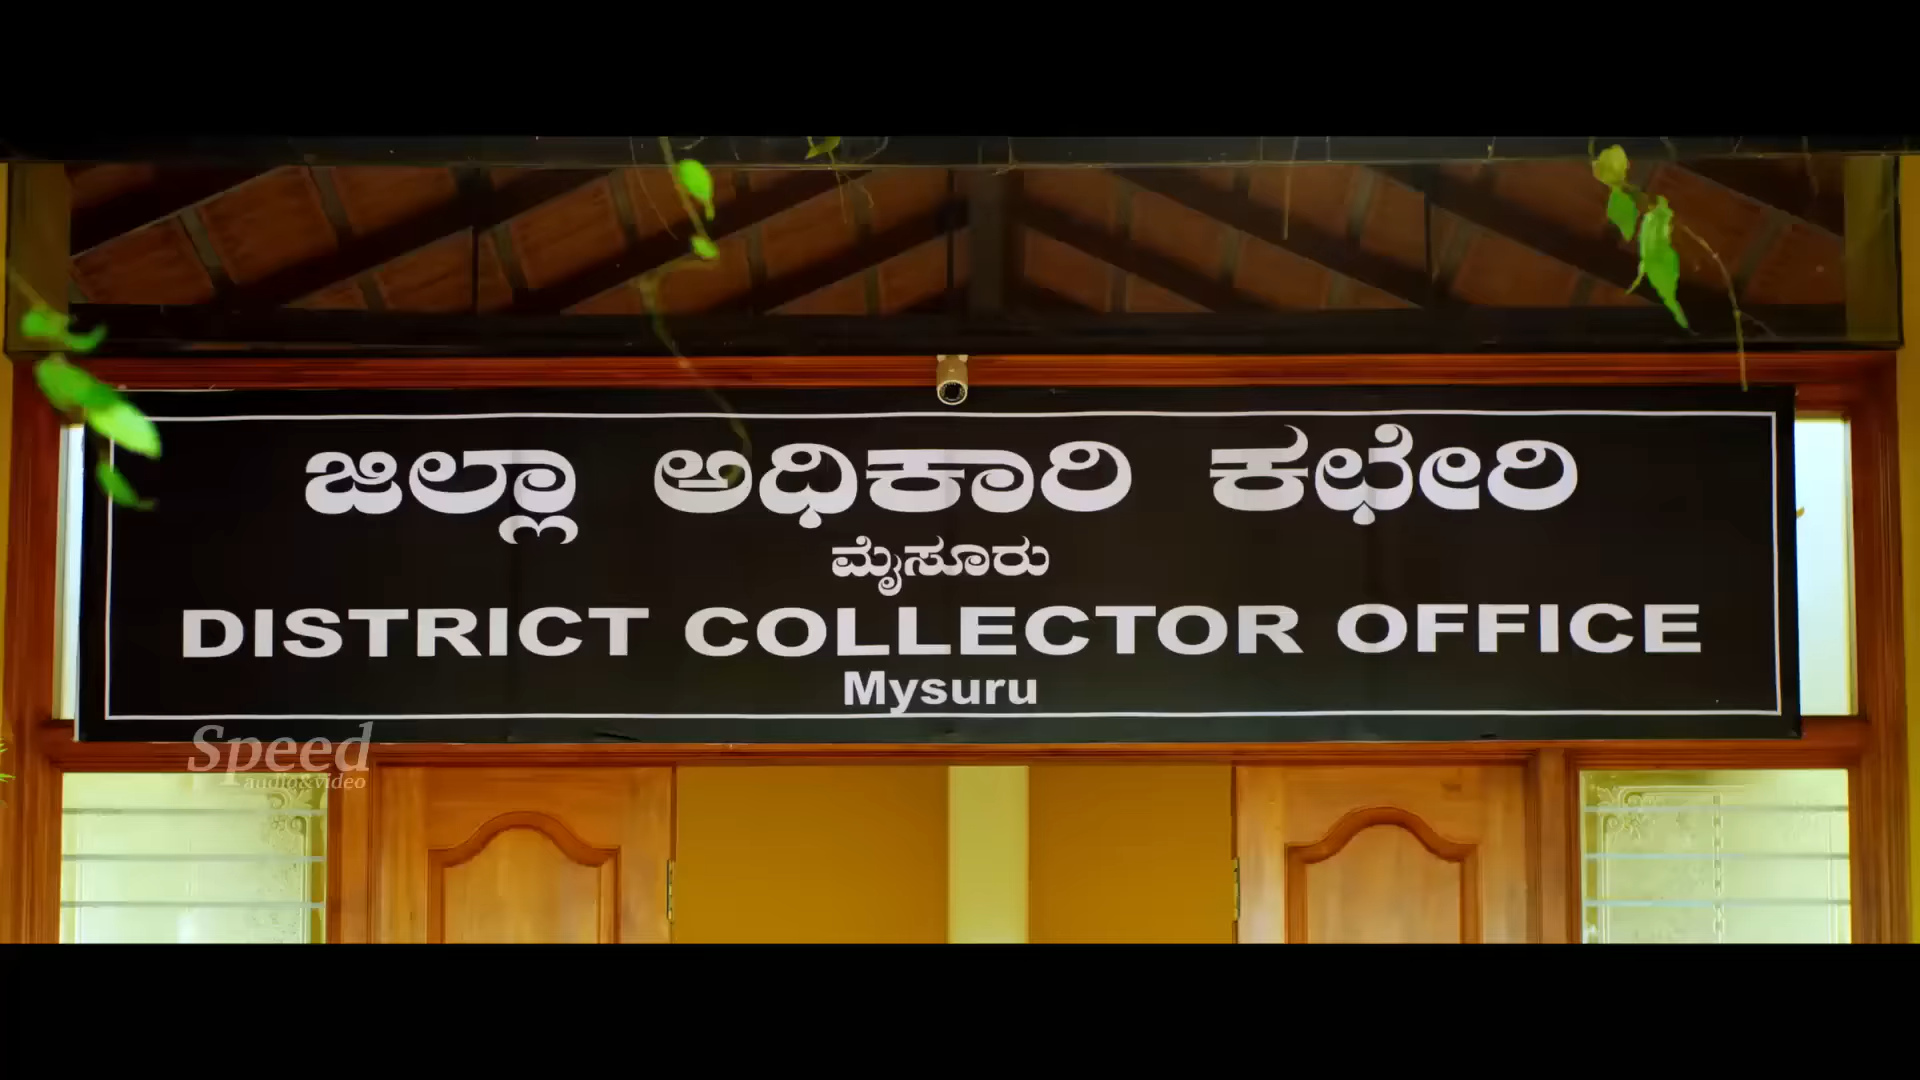 ಜಿಲ್ಲಾ ಅಧಿಕಾರಿ ಕಛೇರಿ
ಮೈಸೂರು
DISTRICT COLLECTOR OFFICE
Mysuru
Speed
audio&video